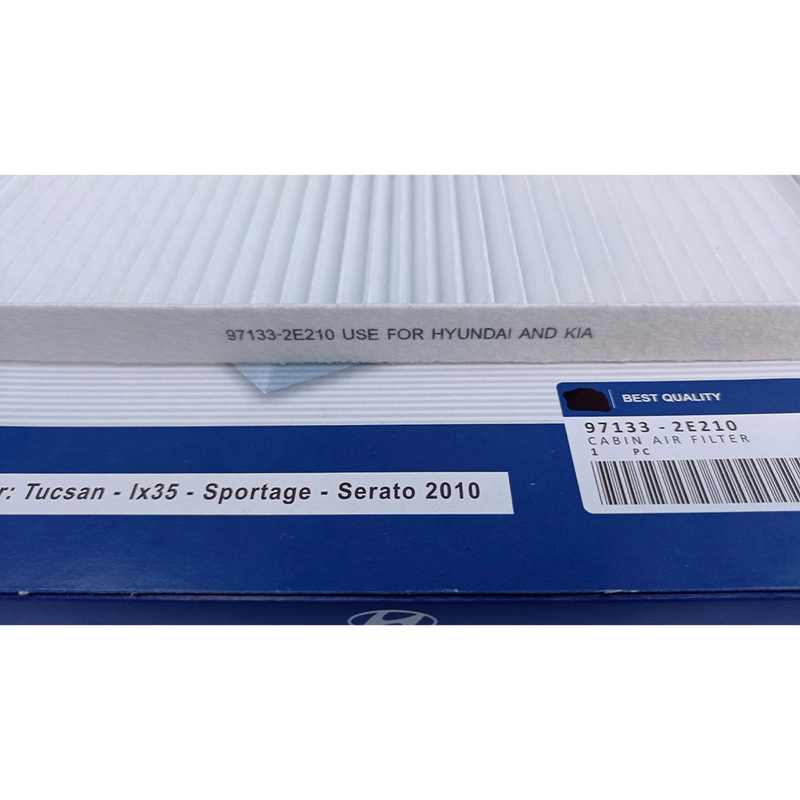 97133-2E210 USE FOR HYUNDAI AND KIA
BEST QUALITY
97133 - 2E210
CABIN AIR FILTER
1 PC
r: Tucsan - Ix35 - Sportage - Serato 2010